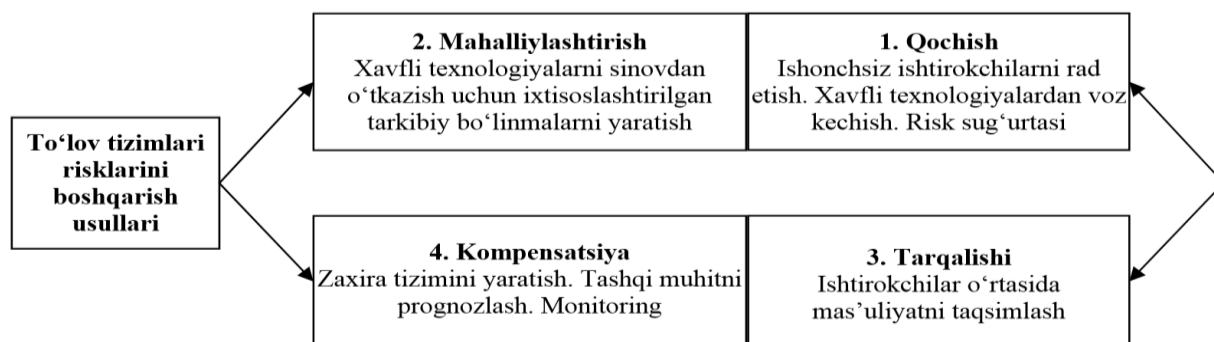 To‘lov tizimlari
risklarini
boshqarish
usullari
2. Mahalliylashtirish
Xavfli texnologiyalarni sinovdan
o‘tkazish uchun ixtisoslashtirilgan
tarkibiy bo‘linmalarni yaratish
1. Qochish
Ishonchsiz ishtirokchilarni rad
etish. Xavfli texnologiyalardan voz
kechish. Risk sug‘urtasi
4. Kompensatsiya
Zaxira tizimini yaratish. Tashqi muhitni
prognozlash. Monitoring
3. Tarqalishi
Ishtirokchilar o‘rtasida
mas’uliyatni taqsimlash